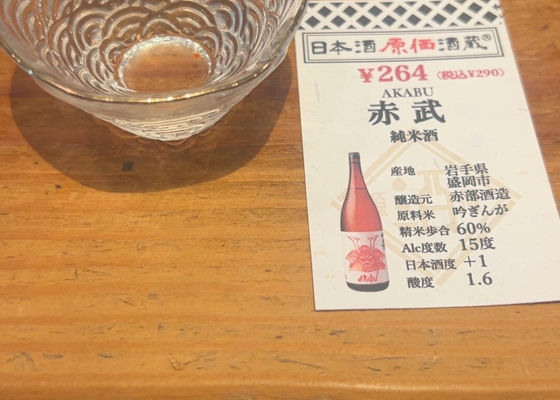 日本酒原価酒蔵®
¥264(税込¥290)
AKABU
赤武
純米酒
産地 岩手県
盛岡市
醸造元 赤部酒造
原料米 吟ぎんが
精米歩合 60%
Alc度数 15度
日本酒度 +1
酸度 1.6